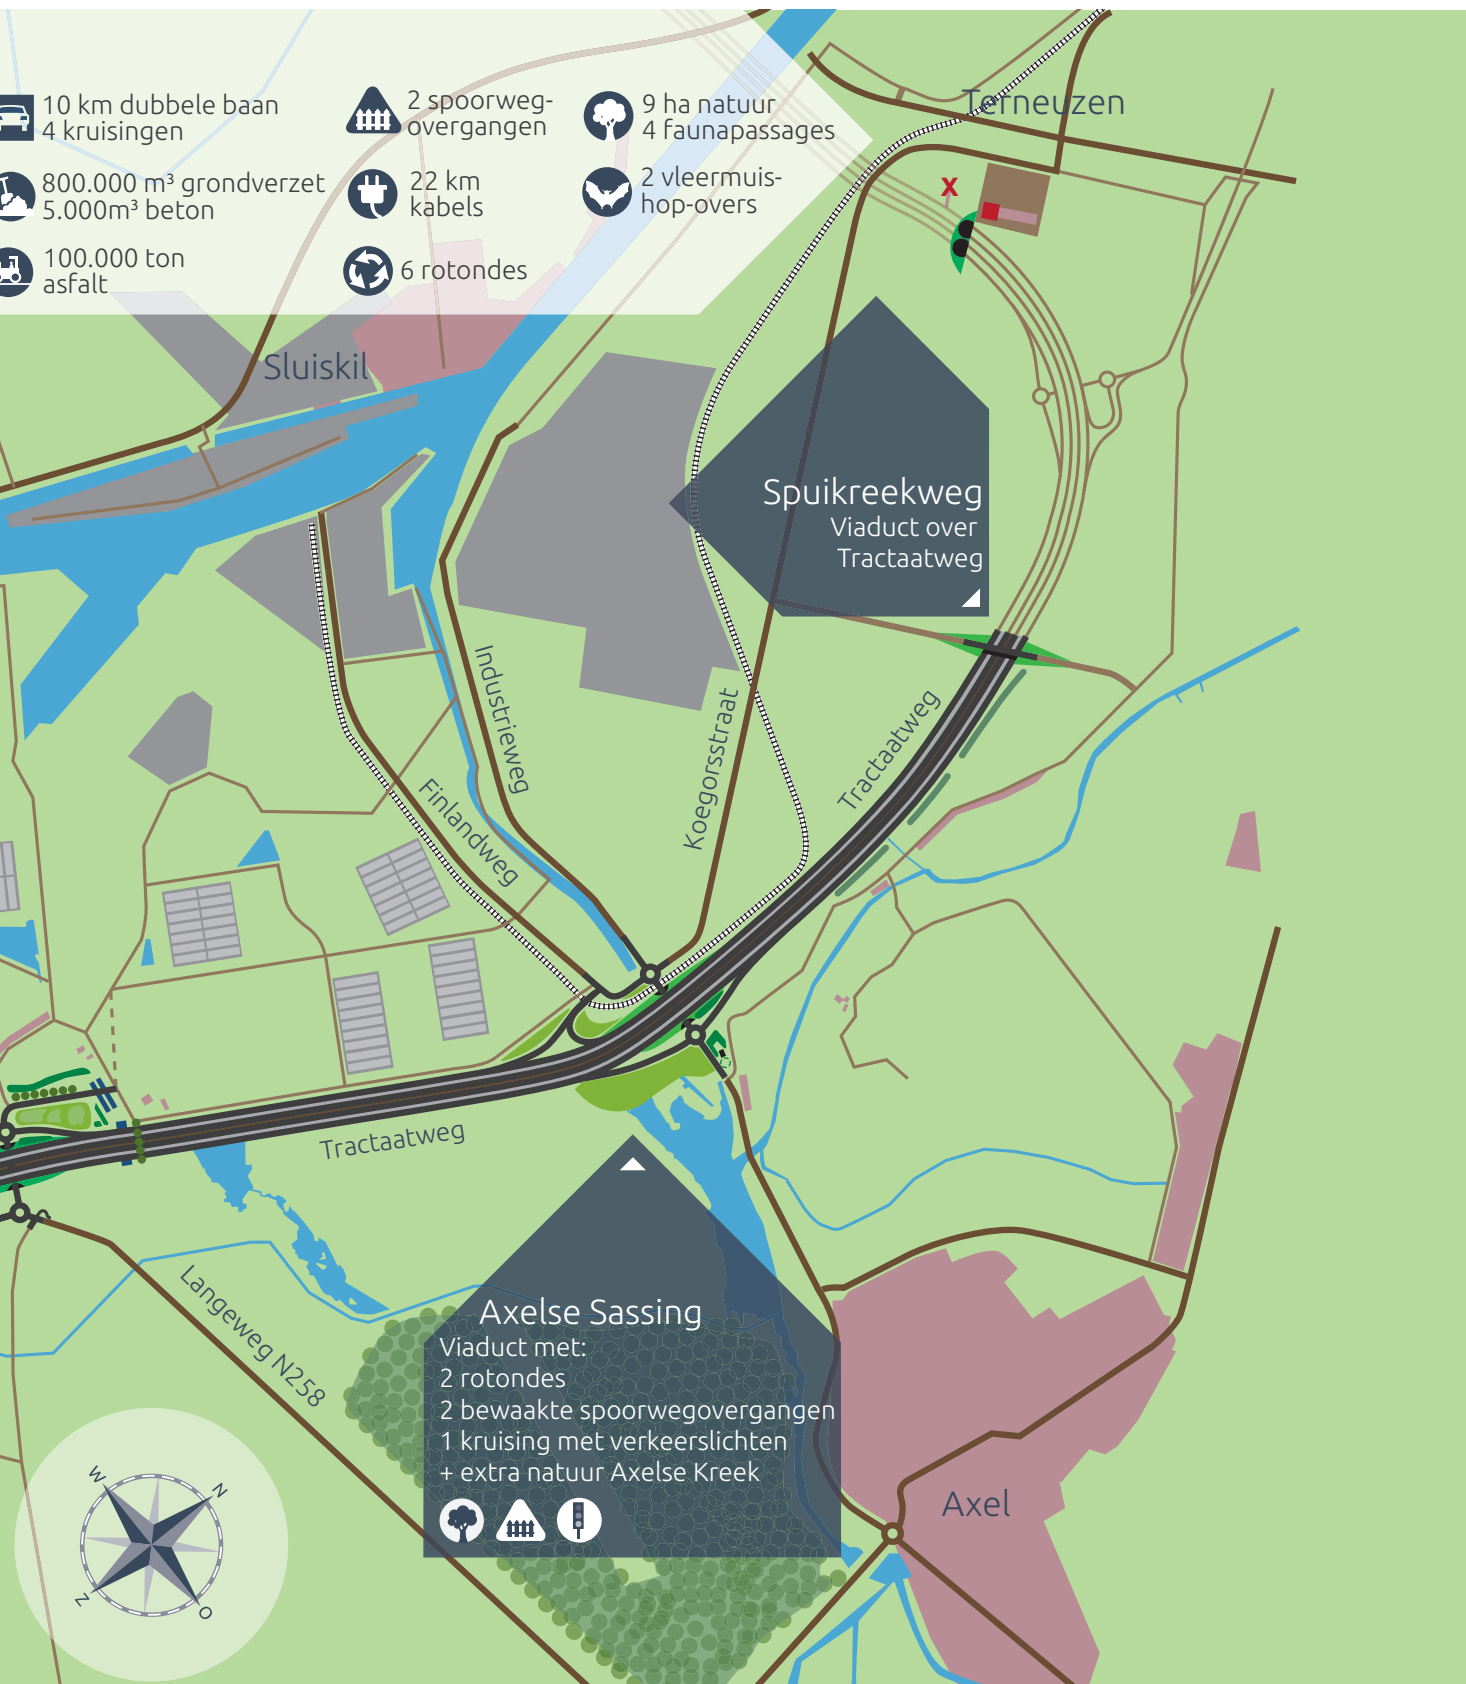 10 km dubbele baan
4 kruisingen
800.000 m³ grondverzet
5.000m³ beton
100.000 ton
asfalt
2 spoorweg-
overgangen
22 km
kabels
6 rotondes
9 ha natuur
4 faunapassages
2 vleermuis-
hop-overs
Terneuzen
X
Sluiskil
Spuikreekweg
Viaduct over
Tractaatweg
Industrieweg
Finlandweg
Koegorsstraat
Tractaatweg
Tractaatweg
Langeweg N258
Axelse Sassing
Viaduct met:
2 rotondes
2 bewaakte spoorwegovergangen
1 kruising met verkeerslichten
+ extra natuur Axelse Kreek
Axel
W
N
Z
O